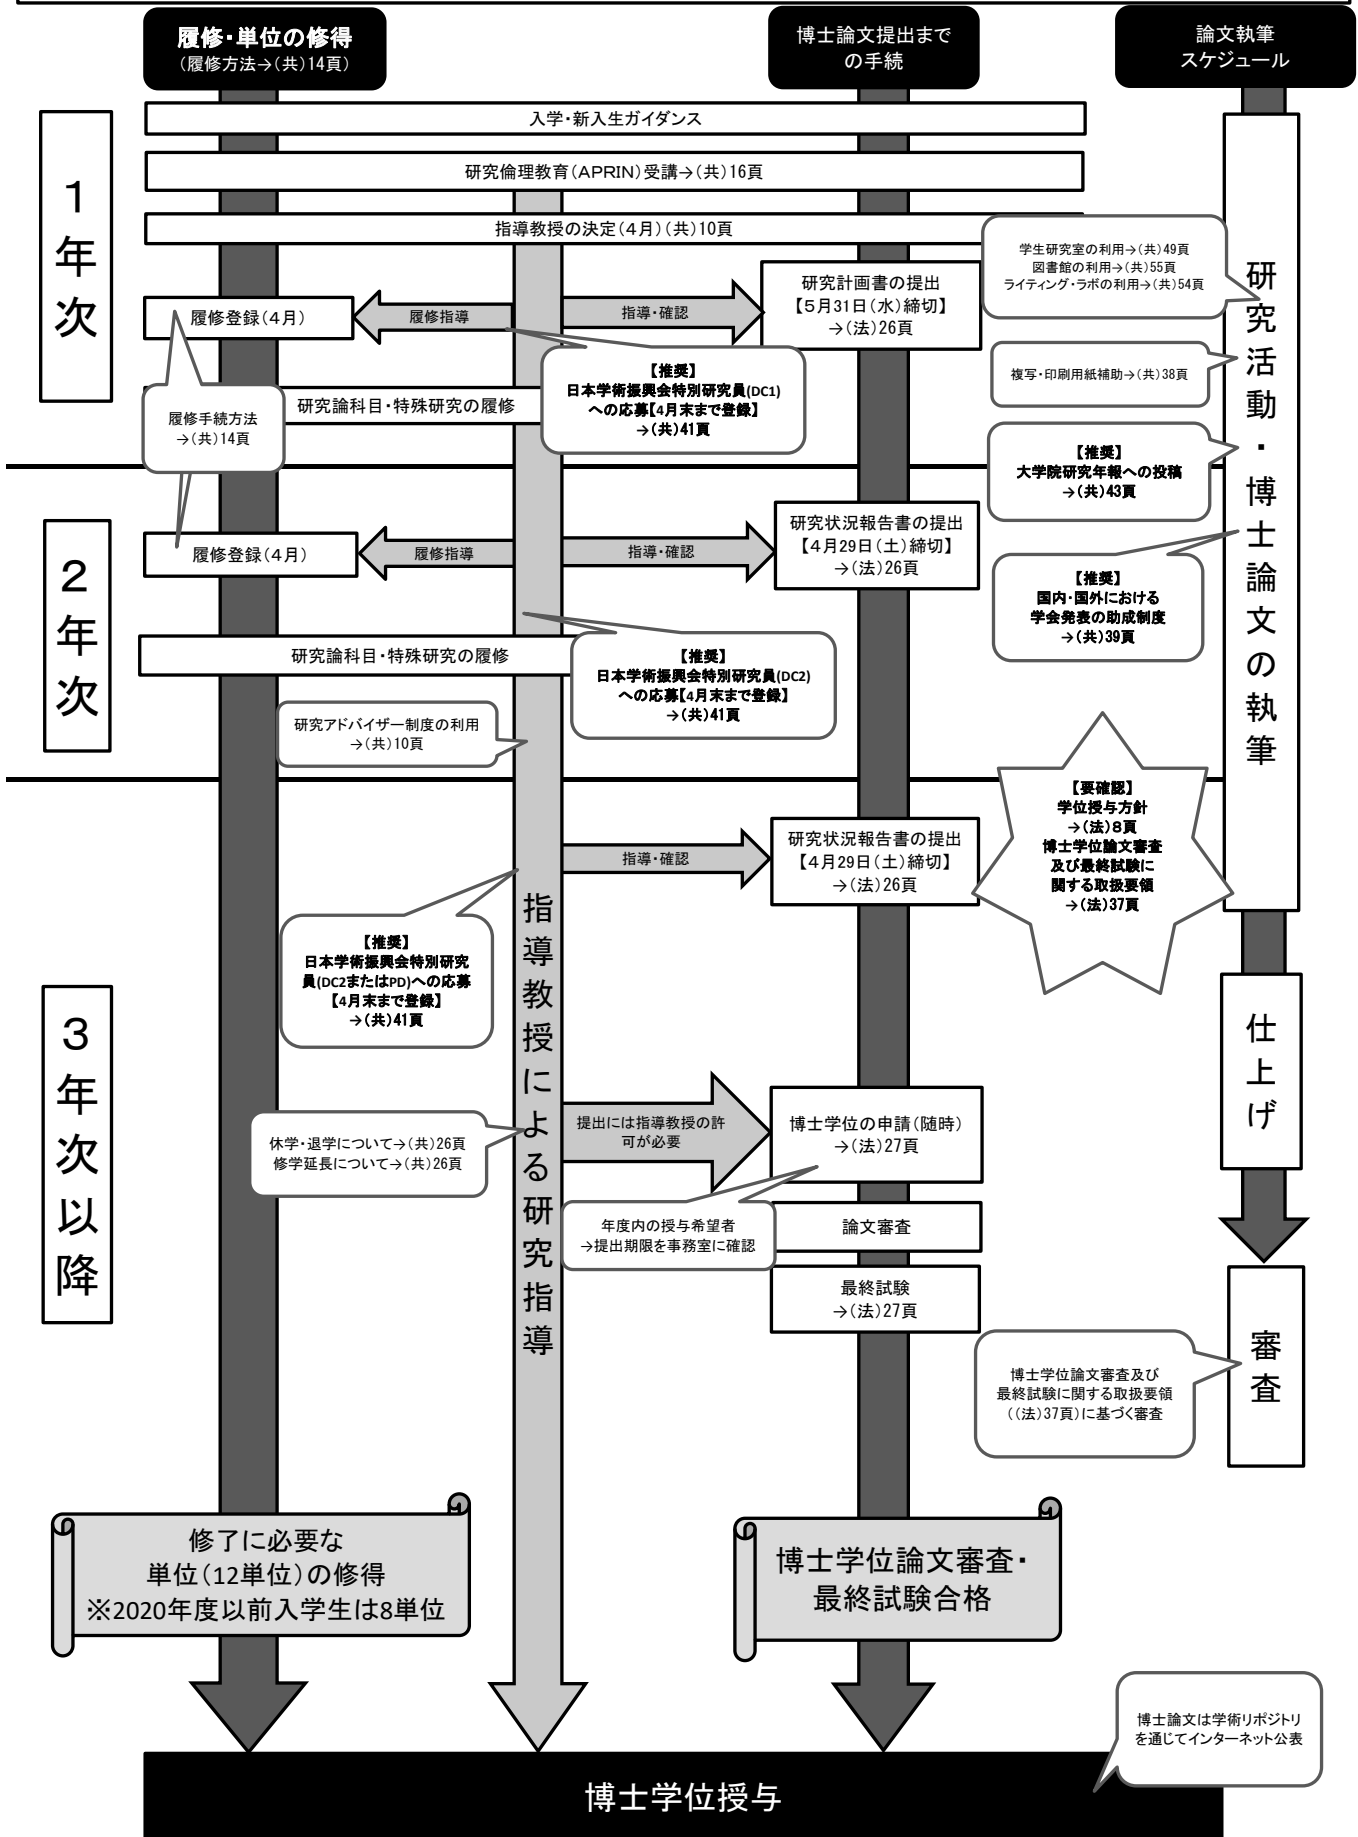 履修・単位の修得
(履修方法→(共)14頁)
博士論文提出まで
の手続
論文執筆
スケジュール
1年次
入学・新入生ガイダンス
研究倫理教育(APRIN)受講→(共)16頁
指導教授の決定(4月)(共)10頁
学生研究室の利用→(共)49頁
図書館の利用→(共)55頁
ライティング・ラボの利用→(共)54頁
研究活動・博士論文の執筆
履修登録(4月)
履修指導
指導・確認
研究計画書の提出
【5月31日(水)締切】
→(法)26頁
複写・印刷用紙補助→(共)38頁
【推奨】
日本学術振興会特別研究員(DC1)
への応募【4月末まで登録】
→(共)41頁
研究論科目・特殊研究の履修
履修手続方法
→(共)14頁
【推奨】
大学院研究年報への投稿
→(共)43頁
2年次
履修登録(4月)
履修指導
指導・確認
研究状況報告書の提出
【4月29日(土)締切】
→(法)26頁
【推奨】
国内・国外における
学会発表の助成制度
→(共)39頁
研究論科目・特殊研究の履修
【推奨】
日本学術振興会特別研究員(DC2)
への応募【4月末まで登録】
→(共)41頁
研究アドバイザー制度の利用
→(共)10頁
【要確認】
学位授与方針
→(法)8頁
博士学位論文審査
及び最終試験に
関する取扱要領
→(法)37頁
3年次以降
指導・確認
研究状況報告書の提出
【4月29日(土)締切】
→(法)26頁
指導教授による研究指導
【推奨】
日本学術振興会特別研究
員(DC2またはPD)への応募
【4月末まで登録】
→(共)41頁
仕上げ
提出には指導教授の許
可が必要
博士学位の申請(随時)
→(法)27頁
休学・退学について→(共)26頁
修学延長について→(共)26頁
年度内の授与希望者
→提出期限を事務室に確認
論文審査
最終試験
→(法)27頁
審査
博士学位論文審査及び
最終試験に関する取扱要領
((法)37頁)に基づく審査
修了に必要な
単位(12単位)の修得
※2020年度以前入学生は8単位
博士学位論文審査・
最終試験合格
博士論文は学術リポジトリ
を通じてインターネット公表
博士学位授与